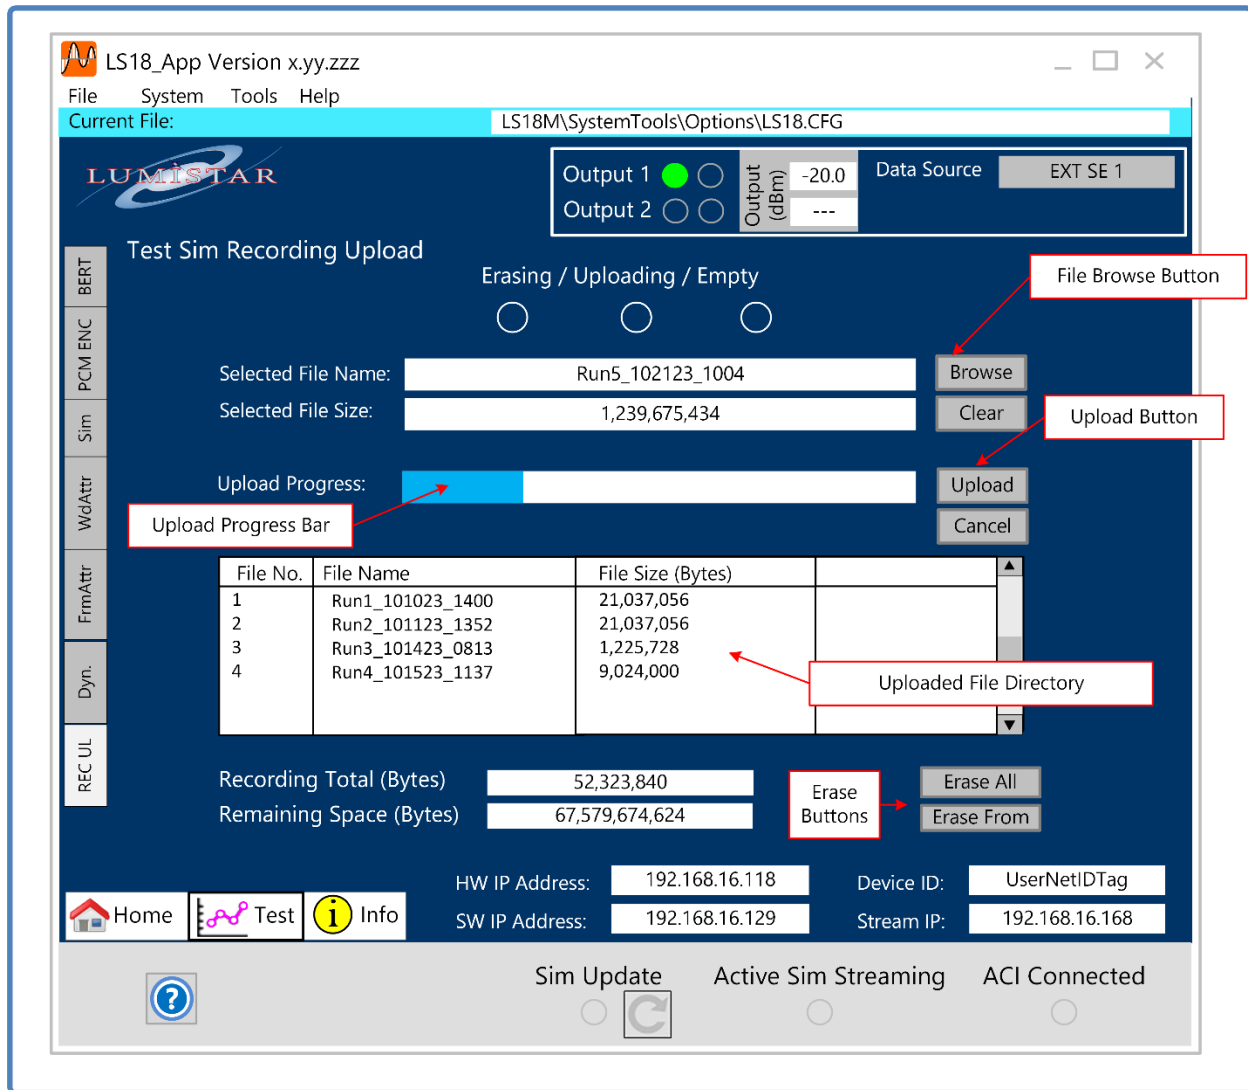 LS18_App Version x.yy.zzz
File System Tools Help
Current File: LS18M\SystemTools\Options\LS18.CFG
LUMISTAR
Output 1
Output 2
Output (dBm)
-20.0
---
Data Source EXT SE 1
Test Sim Recording Upload
Erasing / Uploading / Empty
File Browse Button
BERT
PCM ENC
Sim
WdAttr
FrmAttr
Dyn.
REC UL
Selected File Name: Run5_102123_1004 Browse
Selected File Size: 1,239,675,434 Clear
Upload Button
Upload Progress: Upload
Upload Progress Bar
Cancel
File No. File Name File Size (Bytes)
1 Run1_101023_1400 21,037,056
2 Run2_101123_1352 21,037,056
3 Run3_101423_0813 1,225,728
4 Run4_101523_1137 9,024,000
Uploaded File Directory
Recording Total (Bytes) 52,323,840
Remaining Space (Bytes) 67,579,674,624
Erase Buttons
Erase All
Erase From
HW IP Address: 192.168.16.118 Device ID: UserNetIDTag
SW IP Address: 192.168.16.129 Stream IP: 192.168.16.168
Home Test i Info
Sim Update Active Sim Streaming ACI Connected
?